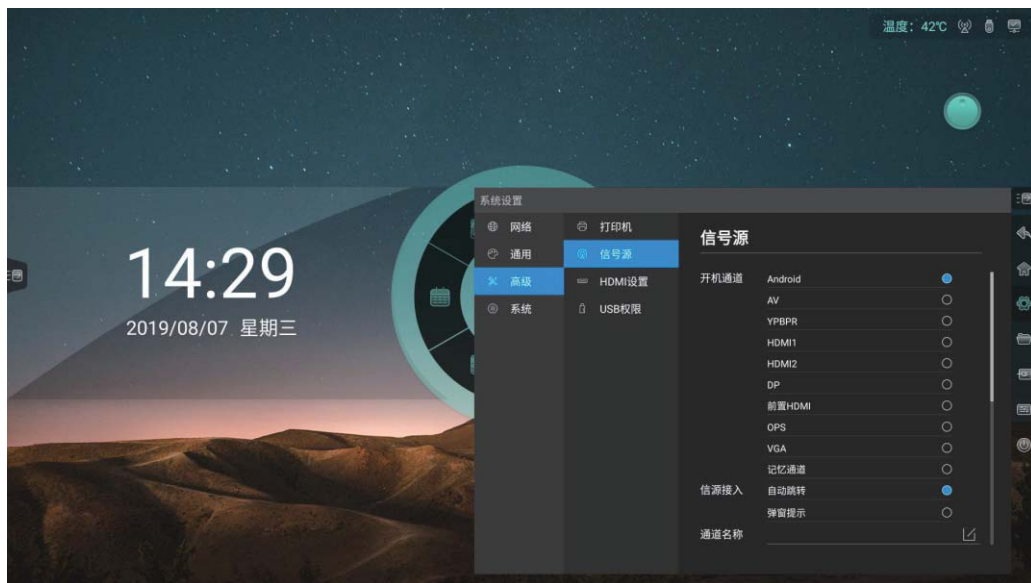 温度：42℃
14:29
2019/08/07 星期三
系统设置
网络
通用
高级
系统
打印机
信号源
HDMI设置
USB权限
信号源
开机通道
Android
AV
YPBPR
HDMI1
HDMI2
DP
前置HDMI
OPS
VGA
记忆通道
信源接入
自动跳转
弹窗提示
通道名称